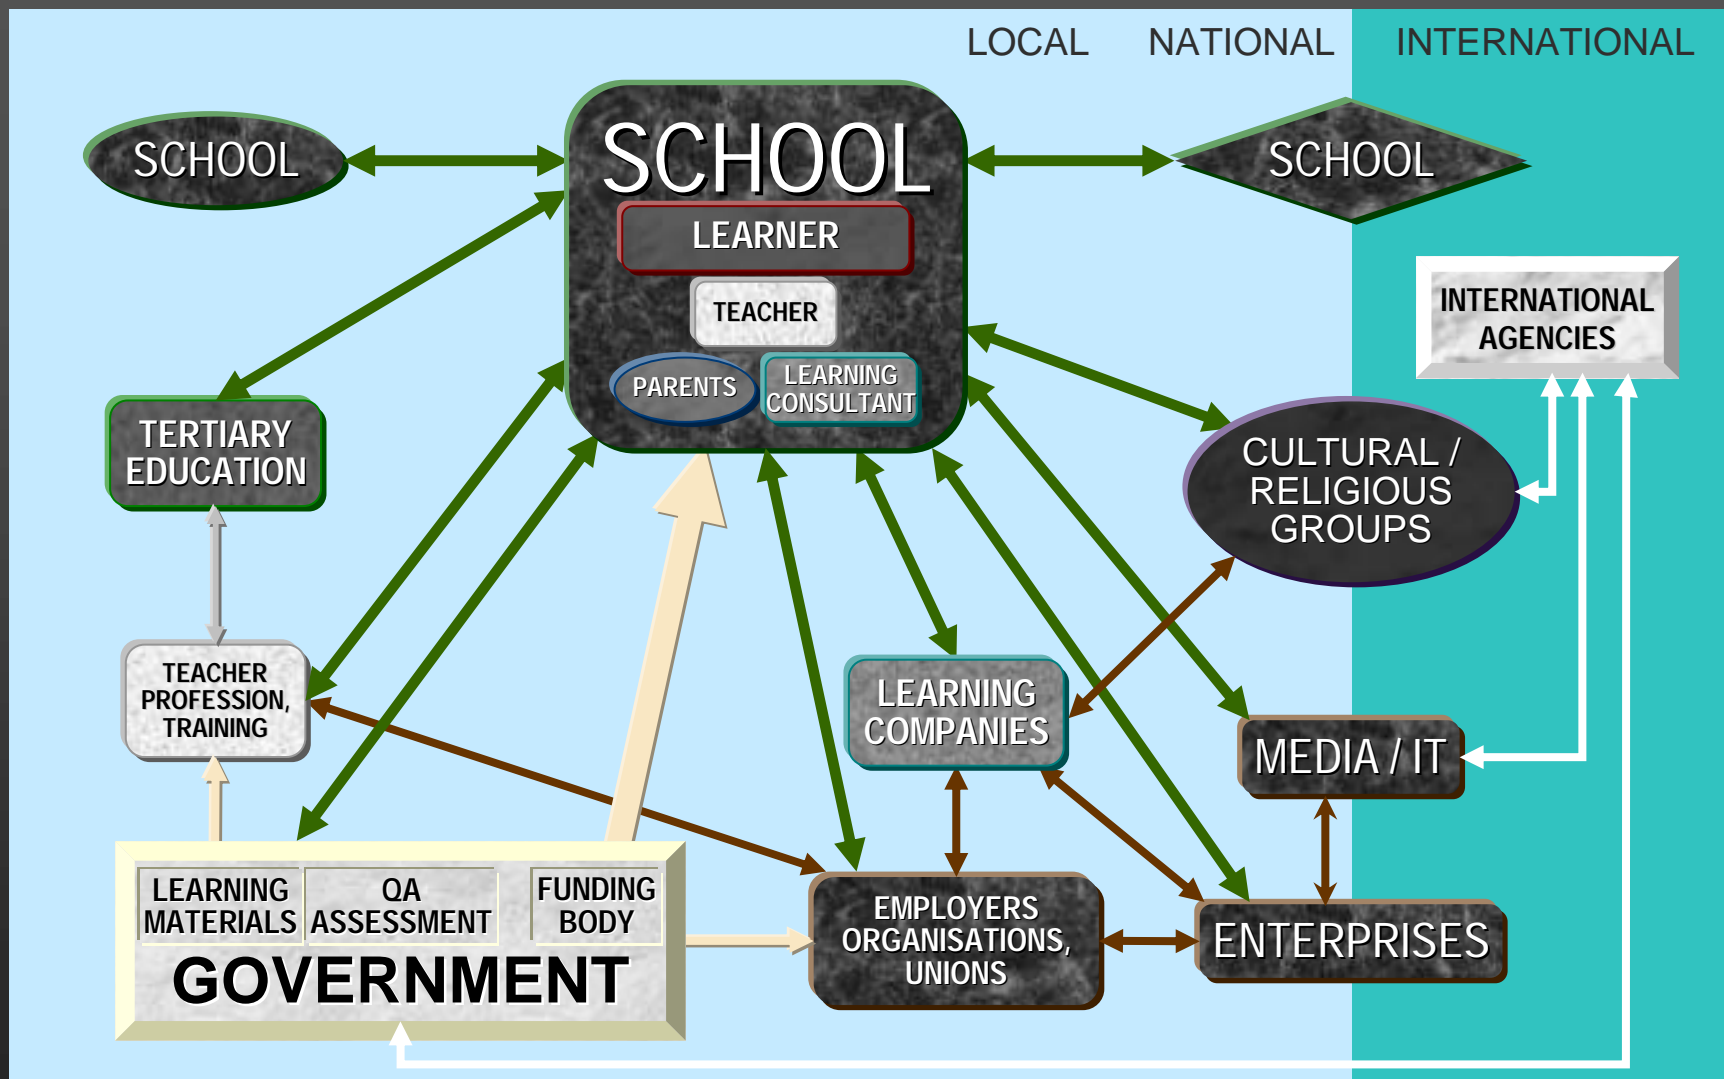 LOCAL NATIONAL INTERNATIONAL
SCHOOL
SCHOOL
LEARNER
TEACHER
PARENTS
LEARNING
CONSULTANT
SCHOOL
INTERNATIONAL
AGENCIES
TERTIARY
EDUCATION
CULTURAL /
RELIGIOUS
GROUPS
TEACHER
PROFESSION,
TRAINING
LEARNING
COMPANIES
MEDIA / IT
LEARNING
MATERIALS
QA
ASSESSMENT
FUNDING
BODY
GOVERNMENT
EMPLOYERS
ORGANISATIONS,
UNIONS
ENTERPRISES